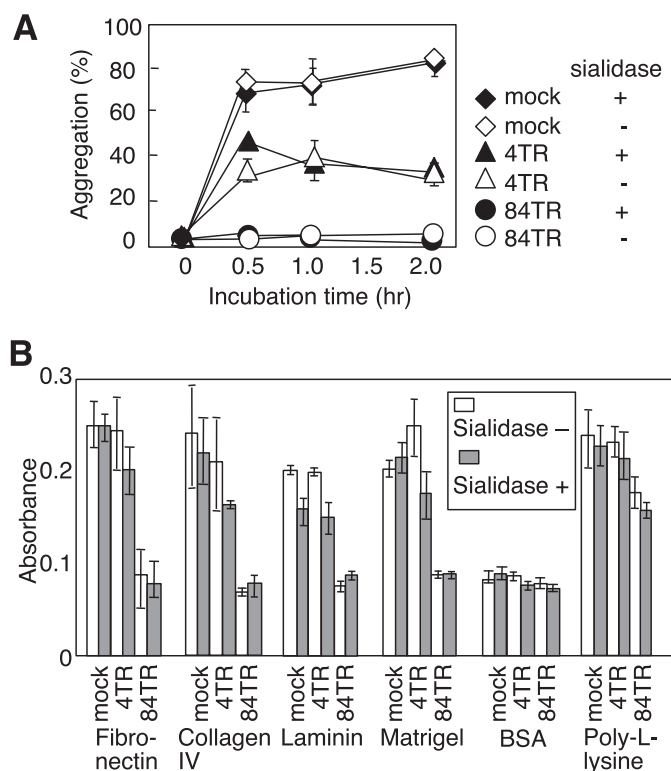 A
100
80
60
40
20
0
Aggregation (%)
0 0.5 1.0 1.5 2.0
Incubation time (hr)
sialidase
mock +
mock -
4TR +
4TR -
84TR +
84TR -
B
0.3
0.2
0.1
0
Absorbance
Sialidase –
Sialidase +
mock 4TR 84TR mock 4TR 84TR mock 4TR 84TR mock 4TR 84TR mock 4TR 84TR mock 4TR 84TR
Fibro- Collagen Laminin Matrigel BSA Poly-L-
nectin IV lysine